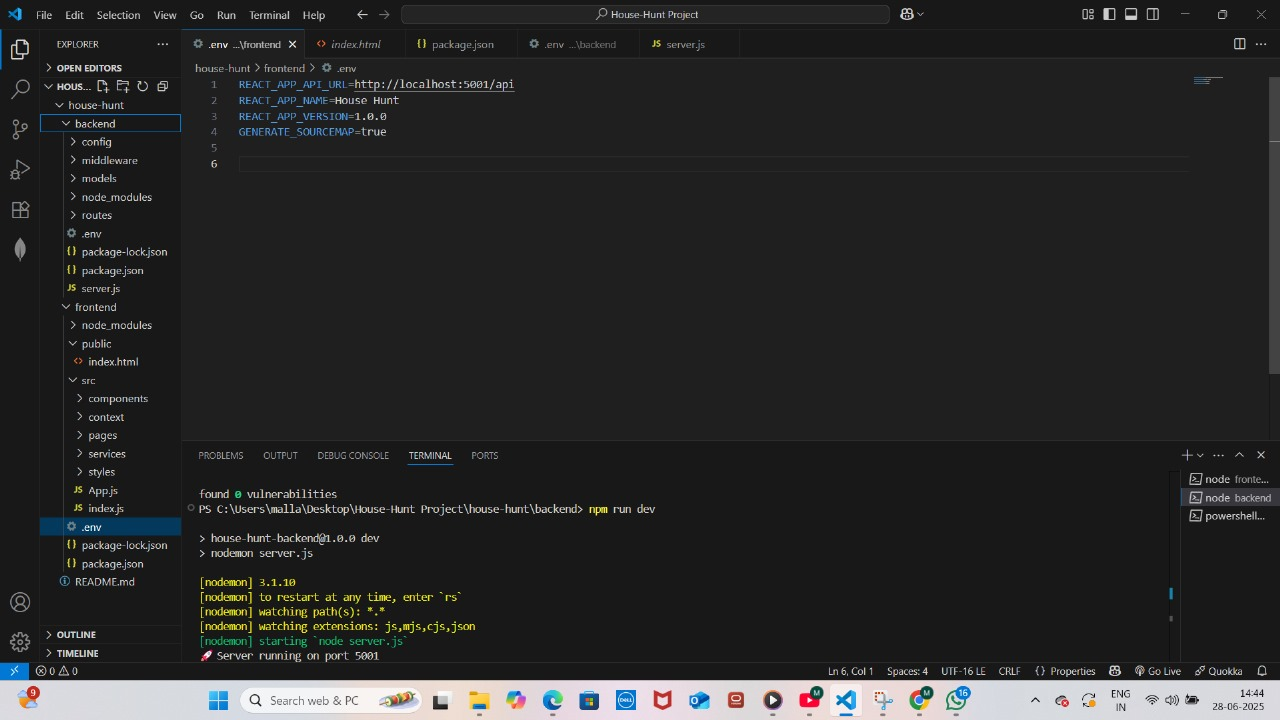 File Edit Selection View Go Run Terminal Help
House-Hunt Project
EXPLORER
OPEN EDITORS
HOUS...
house-hunt
backend
config
middleware
models
node_modules
routes
.env
package-lock.json
package.json
server.js
frontend
node_modules
public
index.html
src
components
context
pages
services
styles
App.js
index.js
.env
package-lock.json
package.json
README.md
OUTLINE
TIMELINE
.env ...\frontend index.html package.json .env ...\backend server.js
house-hunt > frontend > .env
1 REACT_APP_API_URL=http://localhost:5001/api
2 REACT_APP_NAME=House Hunt
3 REACT_APP_VERSION=1.0.0
4 GENERATE_SOURCEMAP=true
5
6
PROBLEMS OUTPUT DEBUG CONSOLE TERMINAL PORTS
found 0 vulnerabilities
PS C:\Users\malla\Desktop\House-Hunt Project\house-hunt\backend> npm run dev
> house-hunt-backend@1.0.0 dev
> nodemon server.js
[nodemon] 3.1.10
[nodemon] to restart at any time, enter `rs`
[nodemon] watching path(s): *.*
[nodemon] watching extensions: js,mjs,cjs,json
[nodemon] starting `node server.js`
🚀 Server running on port 5001
node fronte...
node backend
powershell...
0 0 Ln 6, Col 1 Spaces: 4 UTF-16 LE CRLF {} Properties Go Live Quokka
9 Search web & PC DELL M M 16 ENG IN 14:44 28-06-2025